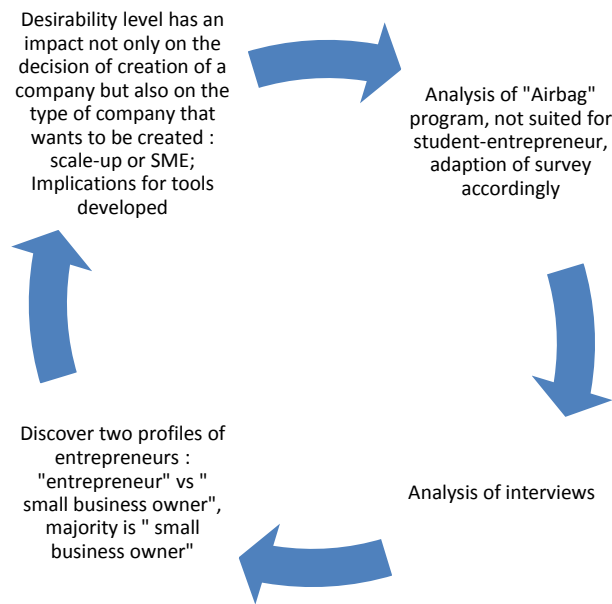 Desirability level has an
impact not only on the
decision of creation of a
company but also on the
type of company that
wants to be created :
scale-up or SME;
Implications for tools
developed
Analysis of "Airbag"
program, not suited for
student-entrepreneur,
adaption of survey
accordingly
Analysis of interviews
Discover two profiles of
entrepreneurs :
"entrepreneur" vs "
small business owner",
majority is " small
business owner"